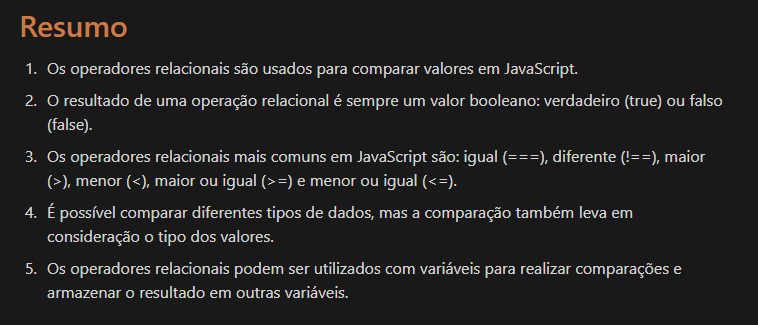 Resumo
1. Os operadores relacionais são usados para comparar valores em JavaScript.
2. O resultado de uma operação relacional é sempre um valor booleano: verdadeiro (true) ou falso
(false).
3. Os operadores relacionais mais comuns em JavaScript são: igual (===), diferente (!==), maior
(>), menor (<), maior ou igual (>=) e menor ou igual (<=).
4. É possível comparar diferentes tipos de dados, mas a comparação também leva em
consideração o tipo dos valores.
5. Os operadores relacionais podem ser utilizados com variáveis para realizar comparações e
armazenar o resultado em outras variáveis.